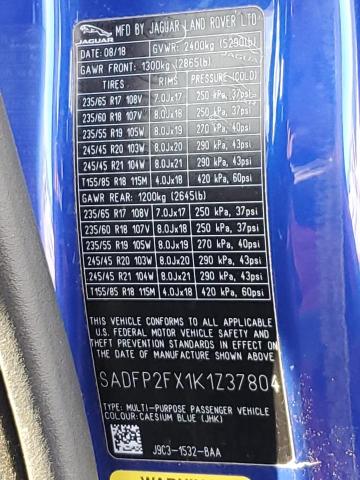 JAGUAR
MFD BY JAGUAR LAND ROVER LTD
DATE: 08/18 GVWR: 2400kg (5290lb)
GAWR FRONT: 1300kg (2865lb)
TIRES RIMS PRESSURE (COLD)
235/65 R17 108V 7.0Jx17 250 kPa, 37psi
235/60 R18 107V 8.0Jx18 250 kPa, 37psi
235/55 R19 105W 8.0Jx19 270 kPa, 40psi
245/45 R20 103W 8.0Jx20 290 kPa, 43psi
245/45 R21 104W 8.0Jx21 290 kPa, 43psi
T155/85 R18 115M 4.0Jx18 420 kPa, 60psi
GAWR REAR: 1200kg (2645lb)
235/65 R17 108V 7.0Jx17 250 kPa, 37psi
235/60 R18 107V 8.0Jx18 250 kPa, 37psi
235/55 R19 105W 8.0Jx19 270 kPa, 40psi
245/45 R20 103W 8.0Jx20 290 kPa, 43psi
245/45 R21 104W 8.0Jx21 290 kPa, 43psi
T155/85 R18 115M 4.0Jx18 420 kPa, 60psi
THIS VEHICLE CONFORMS TO ALL APPLICABLE
U.S. FEDERAL MOTOR VEHICLE SAFETY, BUMPER AND
THEFT PREVENTION STANDARDS IN EFFECT ON THE DATE OF
MANUFACTURE SHOWN ABOVE
SADFP2FX1K1Z37804
TYPE: MULTI-PURPOSE PASSENGER VEHICLE
COLOUR: CAESIUM BLUE (JHK)
J9C3-1532-BAA
WARNING